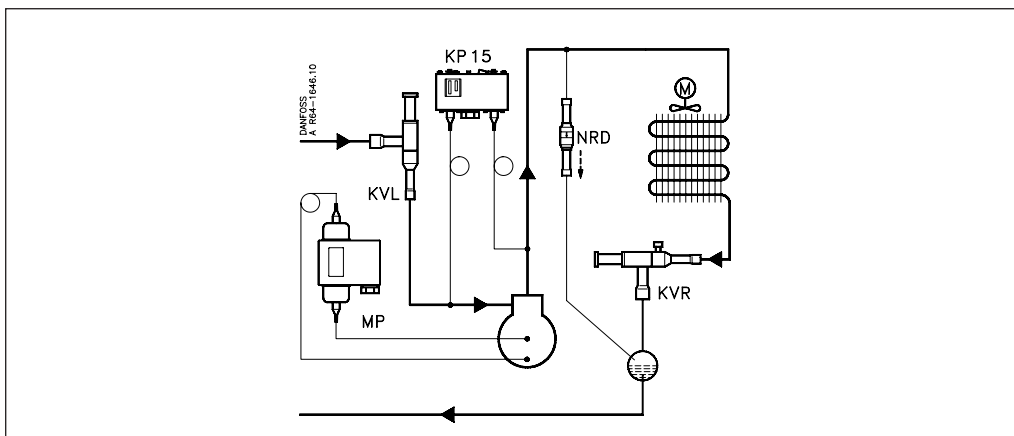 KP 15
DANFOSS
A R64-1646.10
M
NRD
KVL
KVR
MP